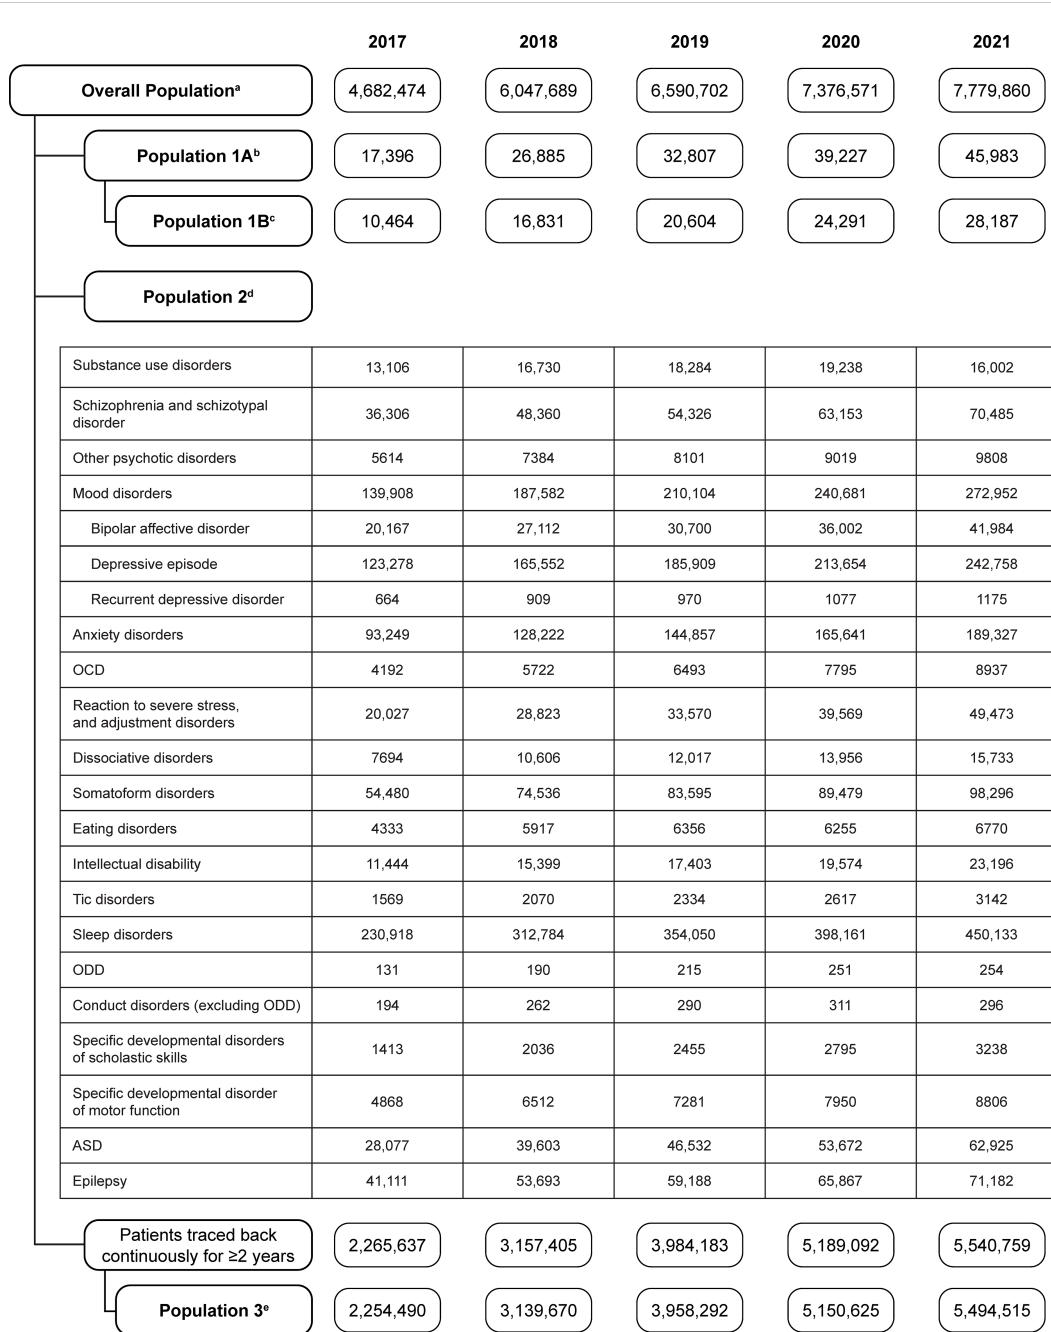 2017 2018 2019 2020 2021
Overall Populationᵃ 4,682,474 6,047,689 6,590,702 7,376,571 7,779,860
Population 1Aᵇ 17,396 26,885 32,807 39,227 45,983
Population 1Bᶜ 10,464 16,831 20,604 24,291 28,187
Population 2ᵈ
Substance use disorders 13,106 16,730 18,284 19,238 16,002
Schizophrenia and schizotypal
disorder 36,306 48,360 54,326 63,153 70,485
Other psychotic disorders 5614 7384 8101 9019 9808
Mood disorders 139,908 187,582 210,104 240,681 272,952
Bipolar affective disorder 20,167 27,112 30,700 36,002 41,984
Depressive episode 123,278 165,552 185,909 213,654 242,758
Recurrent depressive disorder 664 909 970 1077 1175
Anxiety disorders 93,249 128,222 144,857 165,641 189,327
OCD 4192 5722 6493 7795 8937
Reaction to severe stress,
and adjustment disorders 20,027 28,823 33,570 39,569 49,473
Dissociative disorders 7694 10,606 12,017 13,956 15,733
Somatoform disorders 54,480 74,536 83,595 89,479 98,296
Eating disorders 4333 5917 6356 6255 6770
Intellectual disability 11,444 15,399 17,403 19,574 23,196
Tic disorders 1569 2070 2334 2617 3142
Sleep disorders 230,918 312,784 354,050 398,161 450,133
ODD 131 190 215 251 254
Conduct disorders (excluding ODD) 194 262 290 311 296
Specific developmental disorders
of scholastic skills 1413 2036 2455 2795 3238
Specific developmental disorder
of motor function 4868 6512 7281 7950 8806
ASD 28,077 39,603 46,532 53,672 62,925
Epilepsy 41,111 53,693 59,188 65,867 71,182
Patients traced back
continuously for ≥2 years 2,265,637 3,157,405 3,984,183 5,189,092 5,540,759
Population 3ᵉ 2,254,490 3,139,670 3,958,292 5,150,625 5,494,515